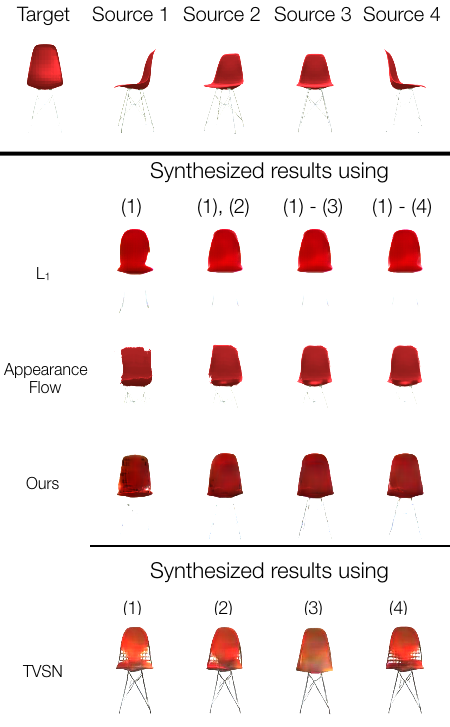 Target Source 1 Source 2 Source 3 Source 4
Synthesized results using
(1) (1), (2) (1) - (3) (1) - (4)
L₁
Appearance
Flow
Ours
Synthesized results using
(1) (2) (3) (4)
TVSN